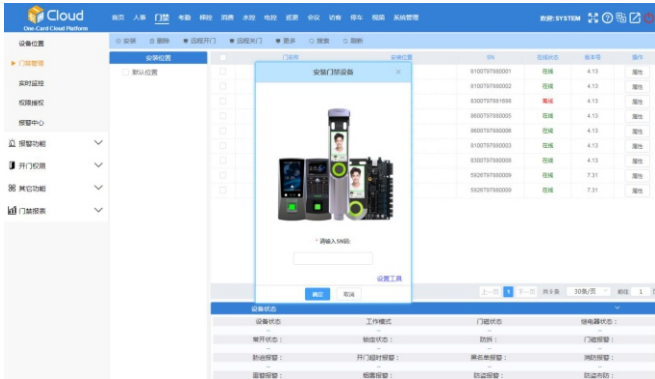 Cloud
One-Card Cloud Platform
首页 人事 门禁 考勤 梯控 消费 水控 电控 巡更 会议 访客 停车 视频 系统管理
欢迎:SYSTEM
设备位置
门禁管理
实时监控
权限授权
报警中心
报警功能
开门权限
其它功能
门禁报表
安装 删除 远程开门 远程关门 更多 搜索 刷新
安装位置
默认位置
门名称 安装位置 SN 在线状态 版本号 操作
8100T97980001 在线 4.13 属性
8100T97980002 在线 4.13 属性
8300T97981698 离线 4.13 属性
8600T97980005 在线 4.13 属性
8600T97980006 在线 4.13 属性
8100T97980003 在线 4.13 属性
8300T97980008 在线 4.13 属性
5926T97980009 在线 7.31 属性
5926T97980009 在线 7.31 属性
安装门禁设备 ×
* 请输入SN码:
设置工具
确定 取消
上一页 1 下一页 共9条 30条/页 前往 1
设备状态
设备状态 工作模式 门磁状态 继电器状态：
-- -- -- --
常开状态： 锁定状态： 防拆： 门磁报警：
-- -- -- --
胁迫报警： 开门超时报警： 黑名单报警： 消防报警：
-- -- -- --
匪警报警： 烟雾报警： 防盗报警： 防盗布防：